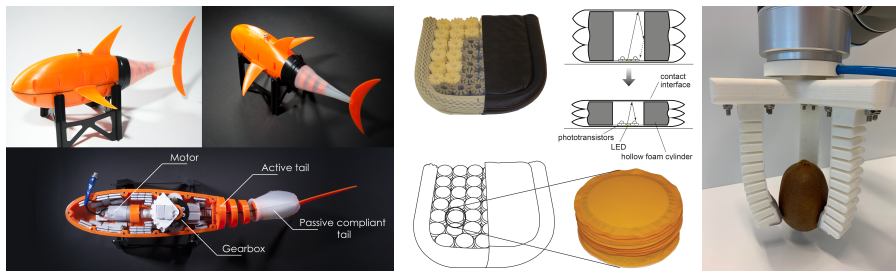 Motor
Active tail
Passive compliant
tail
Gearbox
contact
interface
phototransistors
LED
hollow foam cylinder